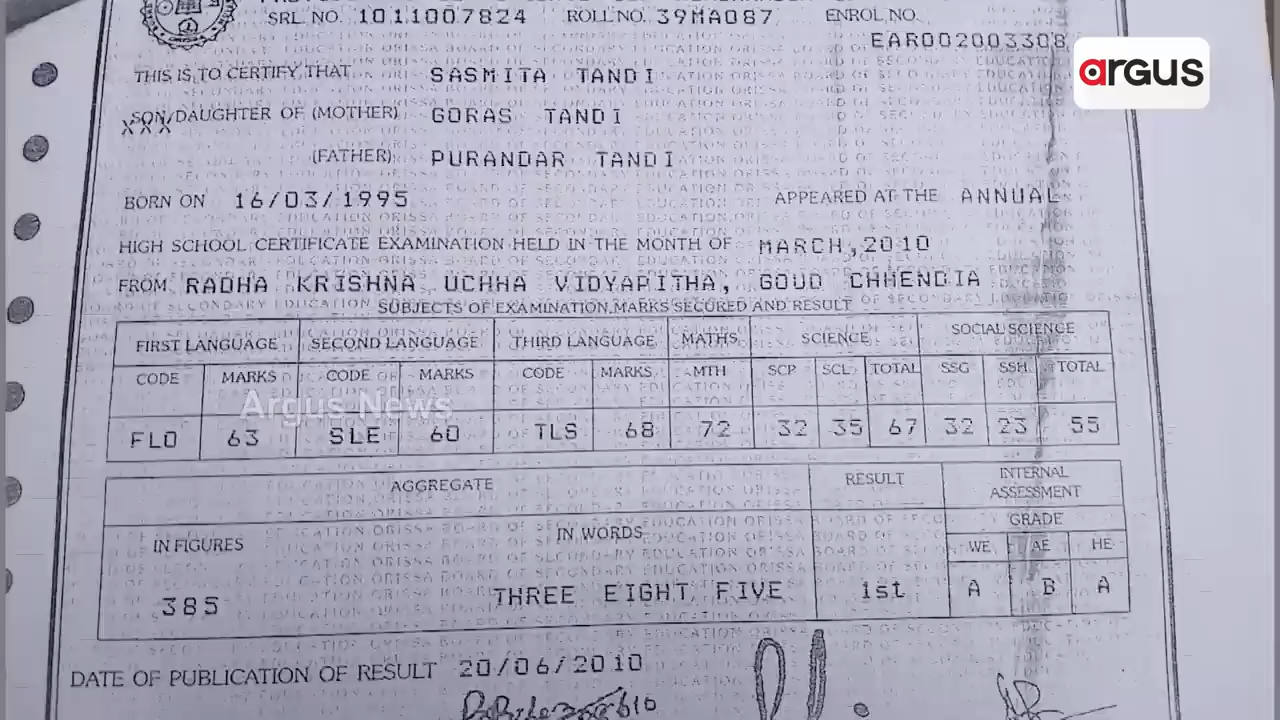 SRL NO. 1011007824 ROLL NO. 39MA087 ENROL NO.
EAR002003308
argus
THIS IS TO CERTIFY THAT SASMITA TANDI
SON/DAUGHTER OF (MOTHER) GORAS TANDI
XXX
(FATHER) PURANDAR TANDI
BORN ON 16/03/1995 APPEARED AT THE ANNUAL
HIGH SCHOOL CERTIFICATE EXAMINATION HELD IN THE MONTH OF MARCH,2010
FROM RADHA KRISHNA UCHHA VIDYAPITHA, GOUD CHHENDIA
SUBJECTS OF EXAMINATION, MARKS SECURED AND RESULT
FIRST LANGUAGE SECOND LANGUAGE THIRD LANGUAGE MATHS SCIENCE SOCIAL SCIENCE
CODE MARKS CODE MARKS CODE MARKS MTH SCP SCL TOTAL SSG SSH TOTAL
Argus News
FLO 63 SLE 60 TLS 68 72 32 35 67 32 23 55
AGGREGATE RESULT INTERNAL ASSESSMENT
GRADE
IN FIGURES IN WORDS WE AE HE
385 THREE EIGHT FIVE 1st A B A
DATE OF PUBLICATION OF RESULT 20/06/2010